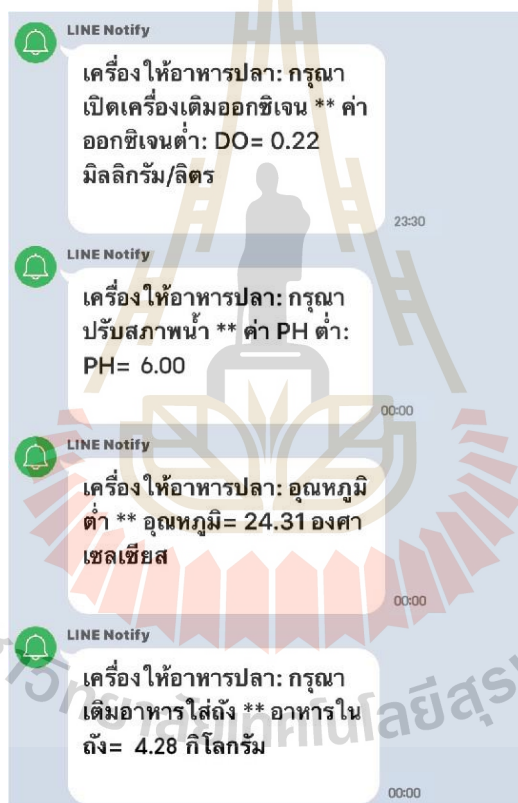 LINE Notify
เครื่องให้อาหารปลา: กรุณา
เปิดเครื่องเติมออกซิเจน ** ค่า
ออกซิเจนต่ำ: DO= 0.22
มิลลิกรัม/ลิตร
23:30
LINE Notify
เครื่องให้อาหารปลา: กรุณา
ปรับสภาพน้ำ ** ค่า PH ต่ำ:
PH= 6.00
00:00
LINE Notify
เครื่องให้อาหารปลา: อุณหภูมิ
ต่ำ ** อุณหภูมิ= 24.31 องศา
เซลเซียส
00:00
LINE Notify
เครื่องให้อาหารปลา: กรุณา
เติมอาหารใส่ถัง ** อาหารใน
ถัง= 4.28 กิโลกรัม
00:00